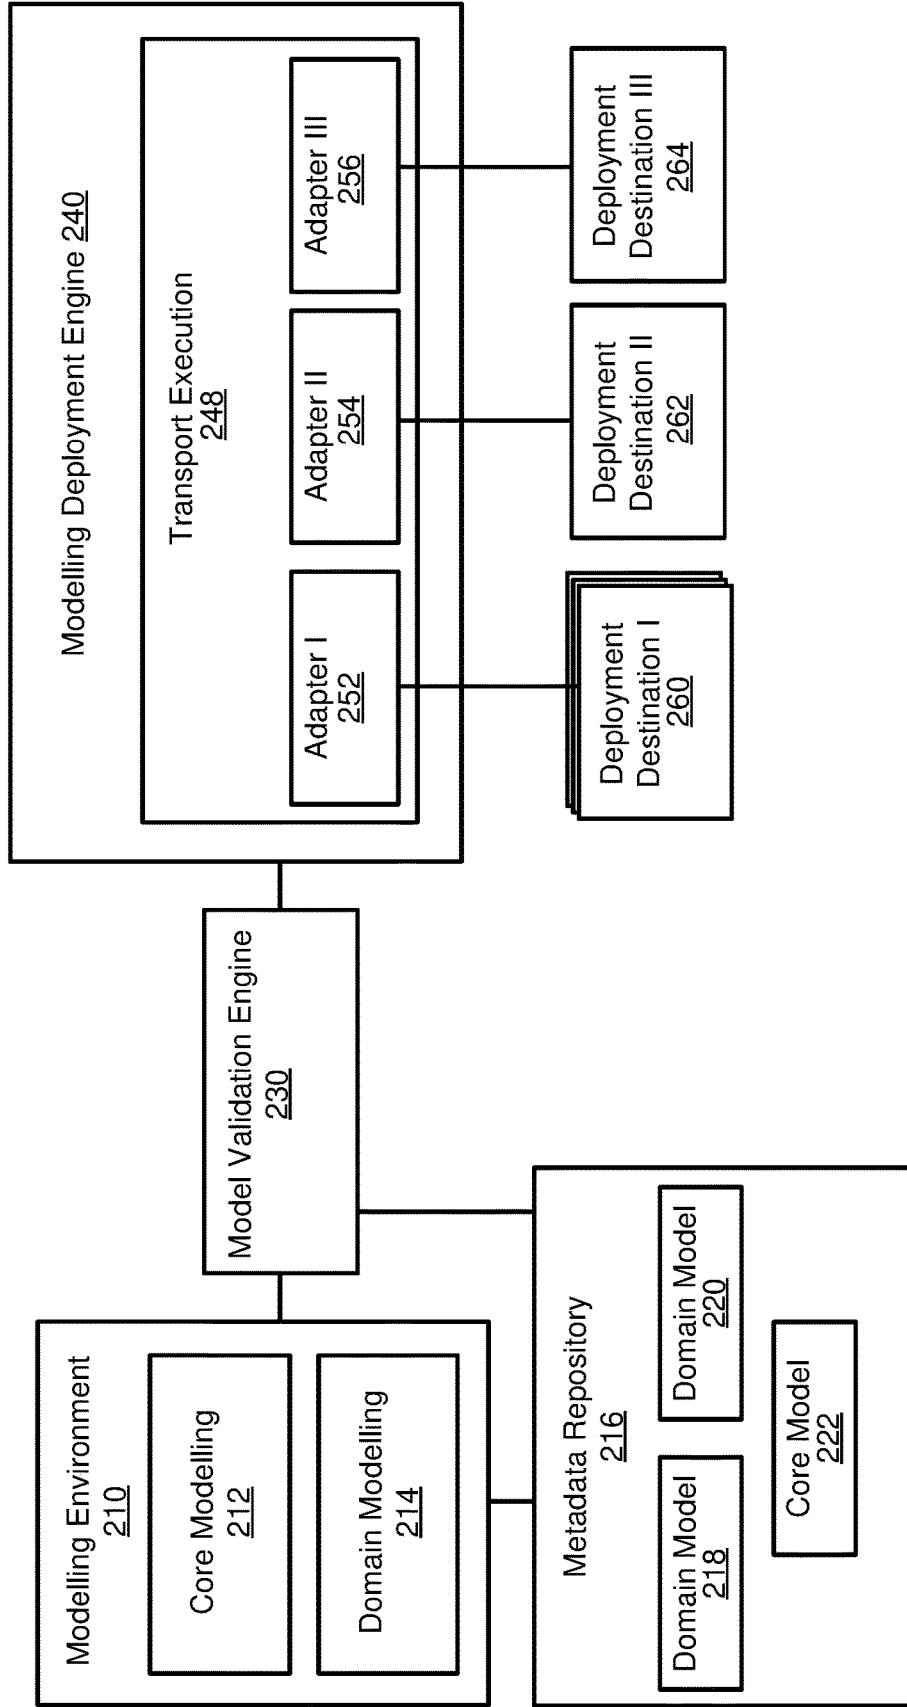 Modelling Environment
210
Core Modelling
212
Domain Modelling
214
Metadata Repository
216
Domain Model
218
Domain Model
220
Core Model
222
Model Validation Engine
230
Modelling Deployment Engine 240
Transport Execution
248
Adapter I
252
Adapter II
254
Adapter III
256
Deployment
Destination I
260
Deployment
Destination II
262
Deployment
Destination III
264